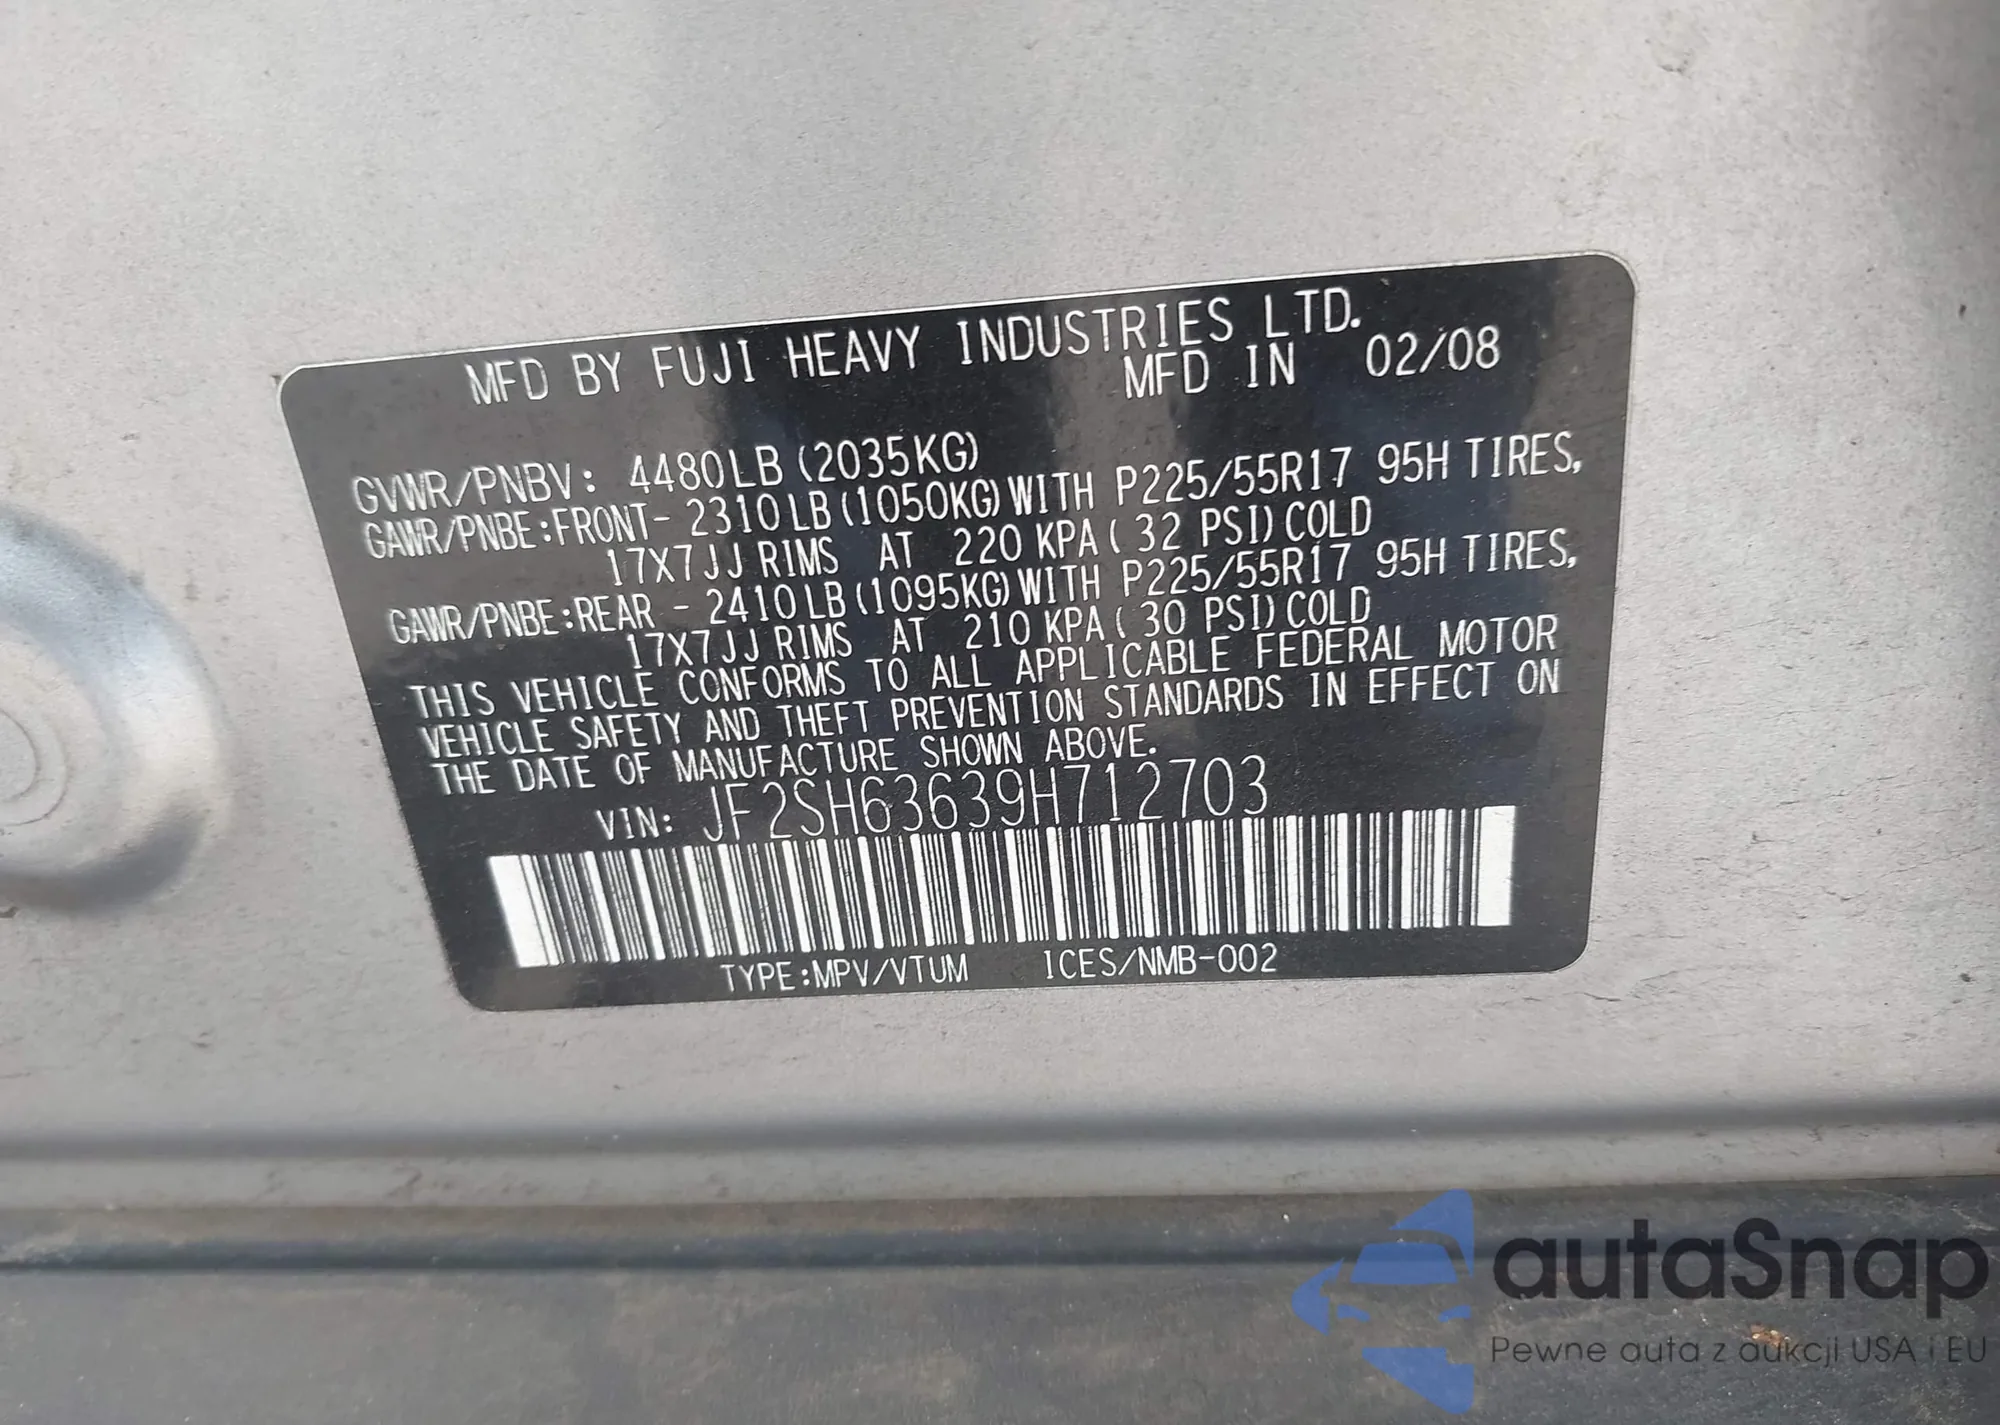 MFD BY FUJI HEAVY INDUSTRIES LTD.
MFD IN 02/08
GVWR/PNBV: 4480LB (2035KG)
GAWR/PNBE:FRONT- 2310LB(1050KG)WITH P225/55R17 95H TIRES,
17X7JJ RIMS AT 220 KPA( 32 PSI)COLD
GAWR/PNBE:REAR - 2410LB(1095KG)WITH P225/55R17 95H TIRES,
17X7JJ RIMS AT 210 KPA( 30 PSI)COLD
THIS VEHICLE CONFORMS TO ALL APPLICABLE FEDERAL MOTOR
VEHICLE SAFETY AND THEFT PREVENTION STANDARDS IN EFFECT ON
THE DATE OF MANUFACTURE SHOWN ABOVE.
VIN: JF2SH63639H712703
TYPE:MPV/VTUM ICES/NMB-002
autaSnap
Pewne auta z aukcji USA i EU